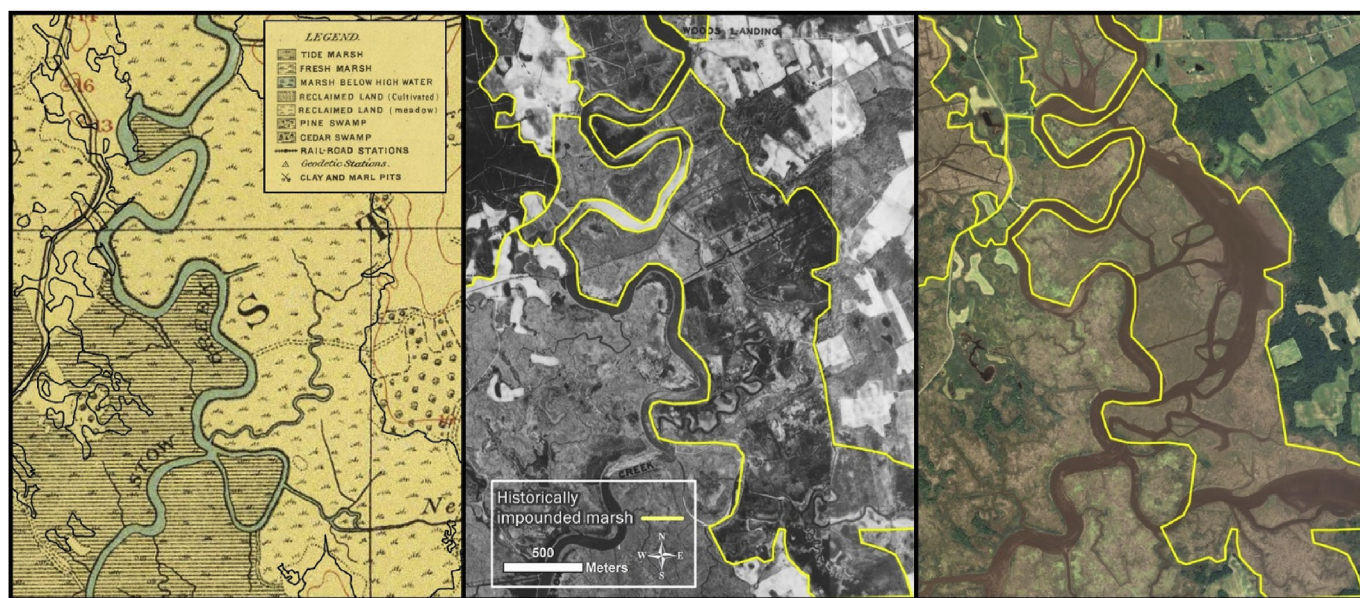 LEGEND.
TIDE MARSH
FRESH MARSH
MARSH BELOW HIGH WATER
RECLAIMED LAND (Cultivated)
RECLAIMED LAND (meadow)
PINE SWAMP
CEDAR SWAMP
RAIL-ROAD STATIONS
Geodetic Stations.
CLAY AND MARL PITS
16
13
S
T
CREEK
STOW
Ne
WOODS LANDING
CREEK
Historically
impounded marsh
500
Meters
N
W
E
S